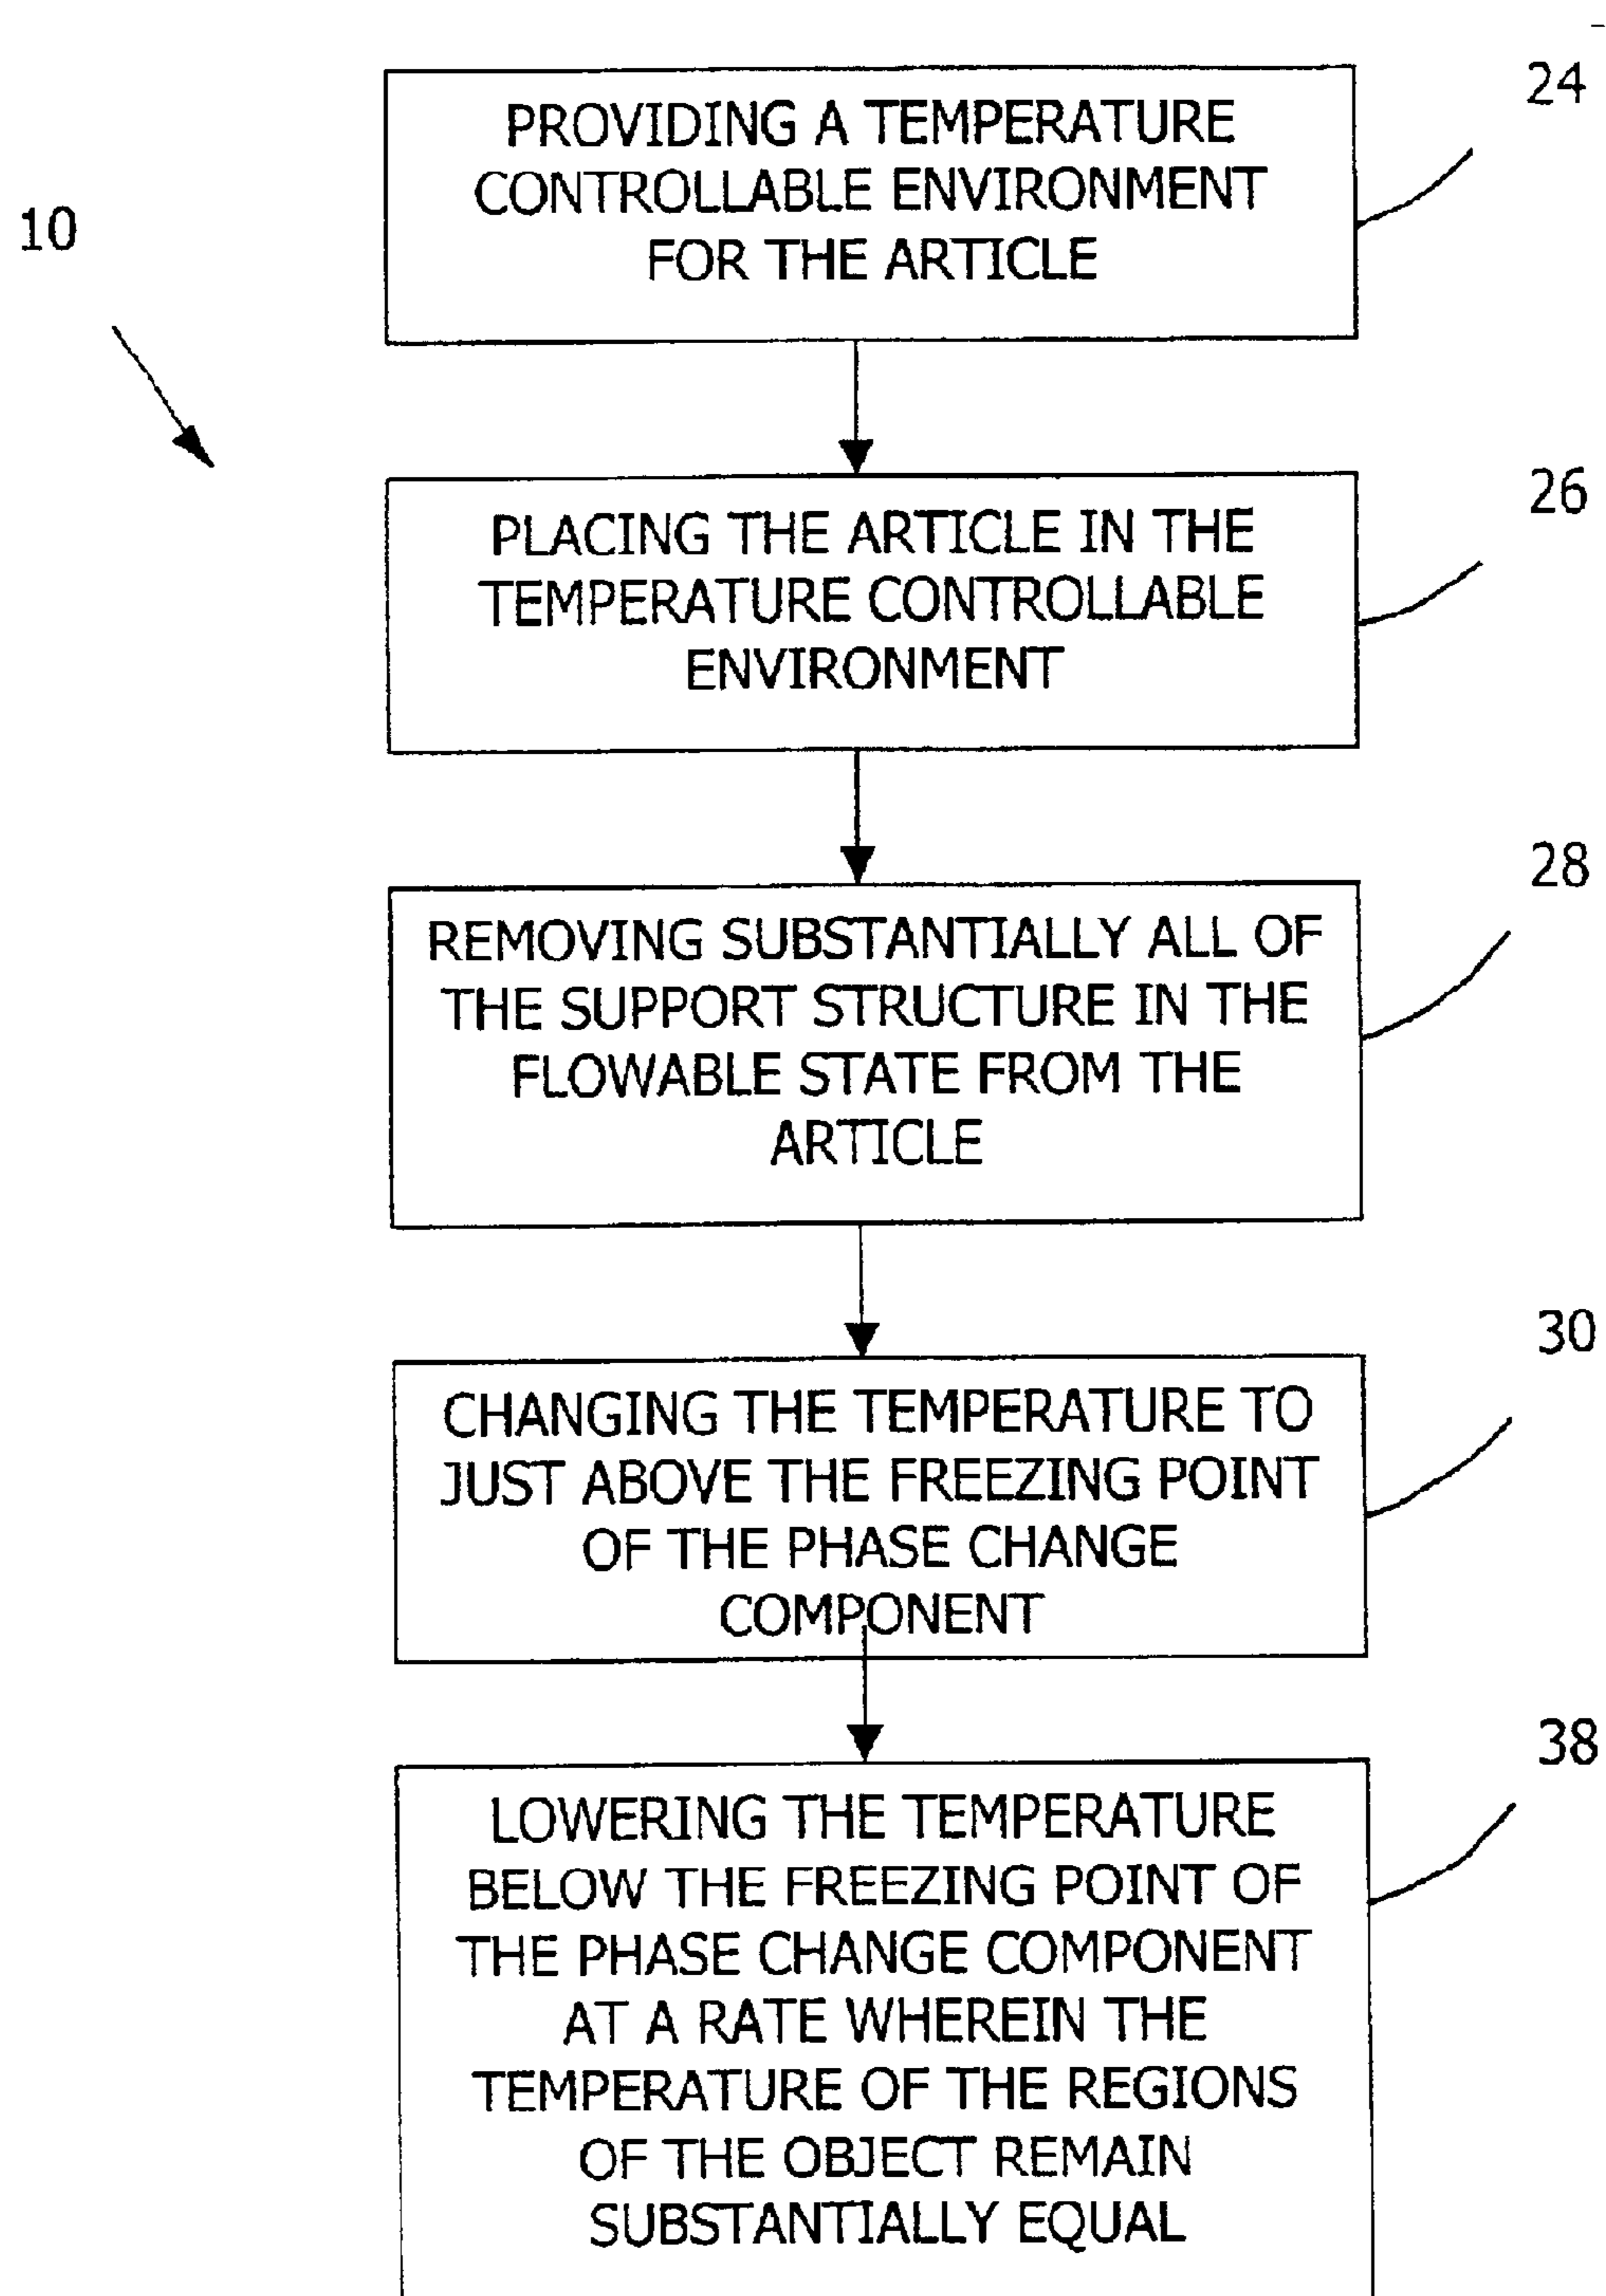 24
PROVIDING A TEMPERATURE
CONTROLLABLE ENVIRONMENT
FOR THE ARTICLE
10
26
PLACING THE ARTICLE IN THE
TEMPERATURE CONTROLLABLE
ENVIRONMENT
28
REMOVING SUBSTANTIALLY ALL OF
THE SUPPORT STRUCTURE IN THE
FLOWABLE STATE FROM THE
ARTICLE
30
CHANGING THE TEMPERATURE TO
JUST ABOVE THE FREEZING POINT
OF THE PHASE CHANGE
COMPONENT
38
LOWERING THE TEMPERATURE
BELOW THE FREEZING POINT OF
THE PHASE CHANGE COMPONENT
AT A RATE WHEREIN THE
TEMPERATURE OF THE REGIONS
OF THE OBJECT REMAIN
SUBSTANTIALLY EQUAL